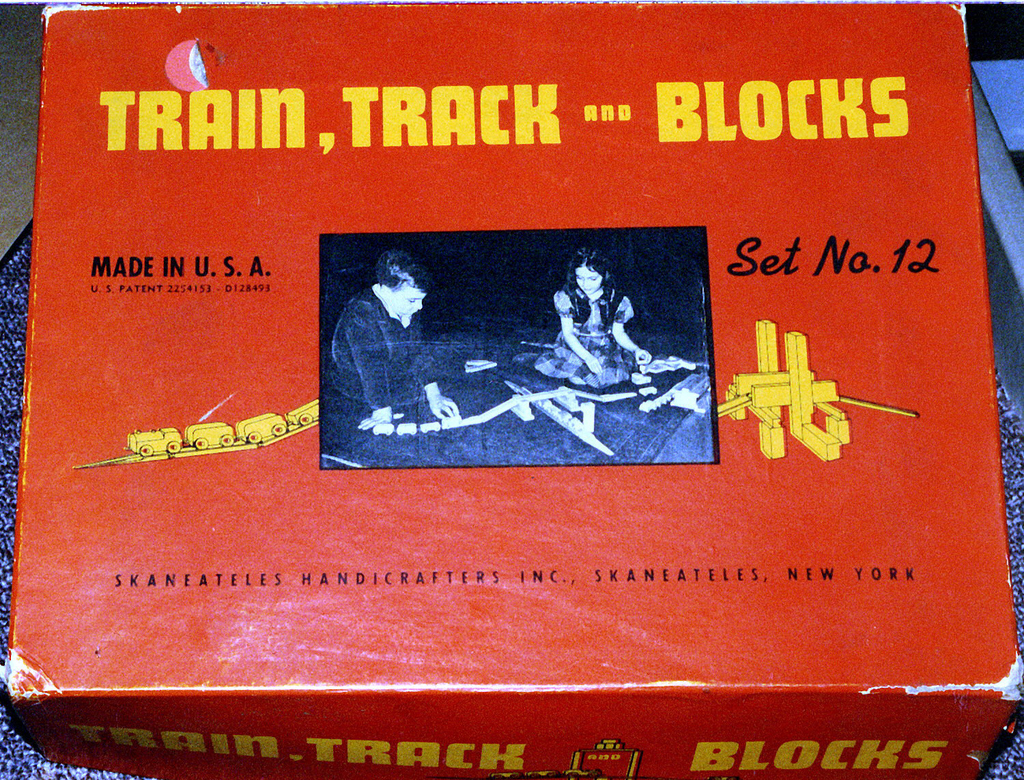 TRAIN, TRACK AND BLOCKS
MADE IN U. S. A.
U. S. PATENT 2254153 - D128493
Set No. 12
SKANEATELES HANDICRAFTERS INC., SKANEATELES, NEW YORK
TRAIN, TRACK AND BLOCKS